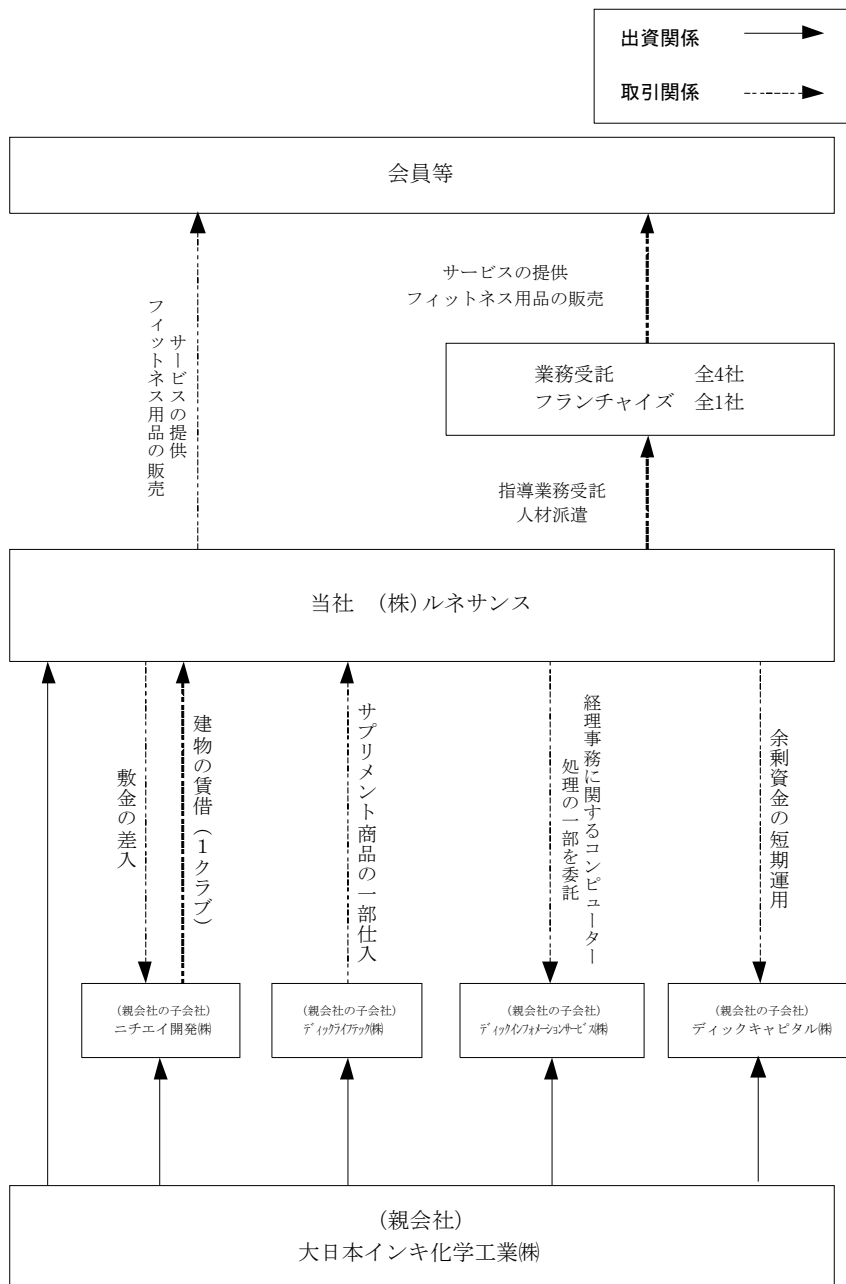 出資関係
取引関係
会員等
サービスの提供
フィットネス用品の販売
サービスの提供
フィットネス用品の販売
業務受託　全4社
フランチャイズ　全1社
指導業務受託
人材派遣
当社　(株)ルネサンス
敷金の差入
建物の賃借（1クラブ）
サプリメント商品の一部仕入
経理事務に関するコンピューター
処理の一部を委託
余剰資金の短期運用
(親会社の子会社)
ニチエイ開発㈱
(親会社の子会社)
ディックライフテック㈱
(親会社の子会社)
ディックインフォメーションサービス㈱
(親会社の子会社)
ディックキャピタル㈱
(親会社)
大日本インキ化学工業㈱